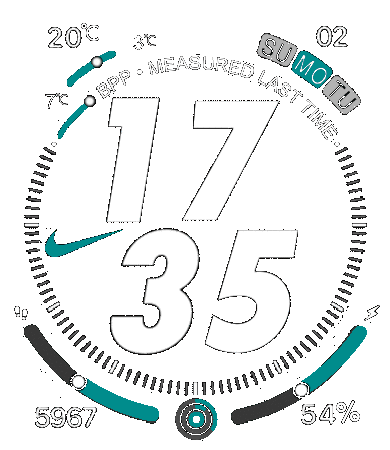 20°C
3°C
02
SU MO TU
7°C
BPP • MEASURED LAST TIME
17
35
5967
54%